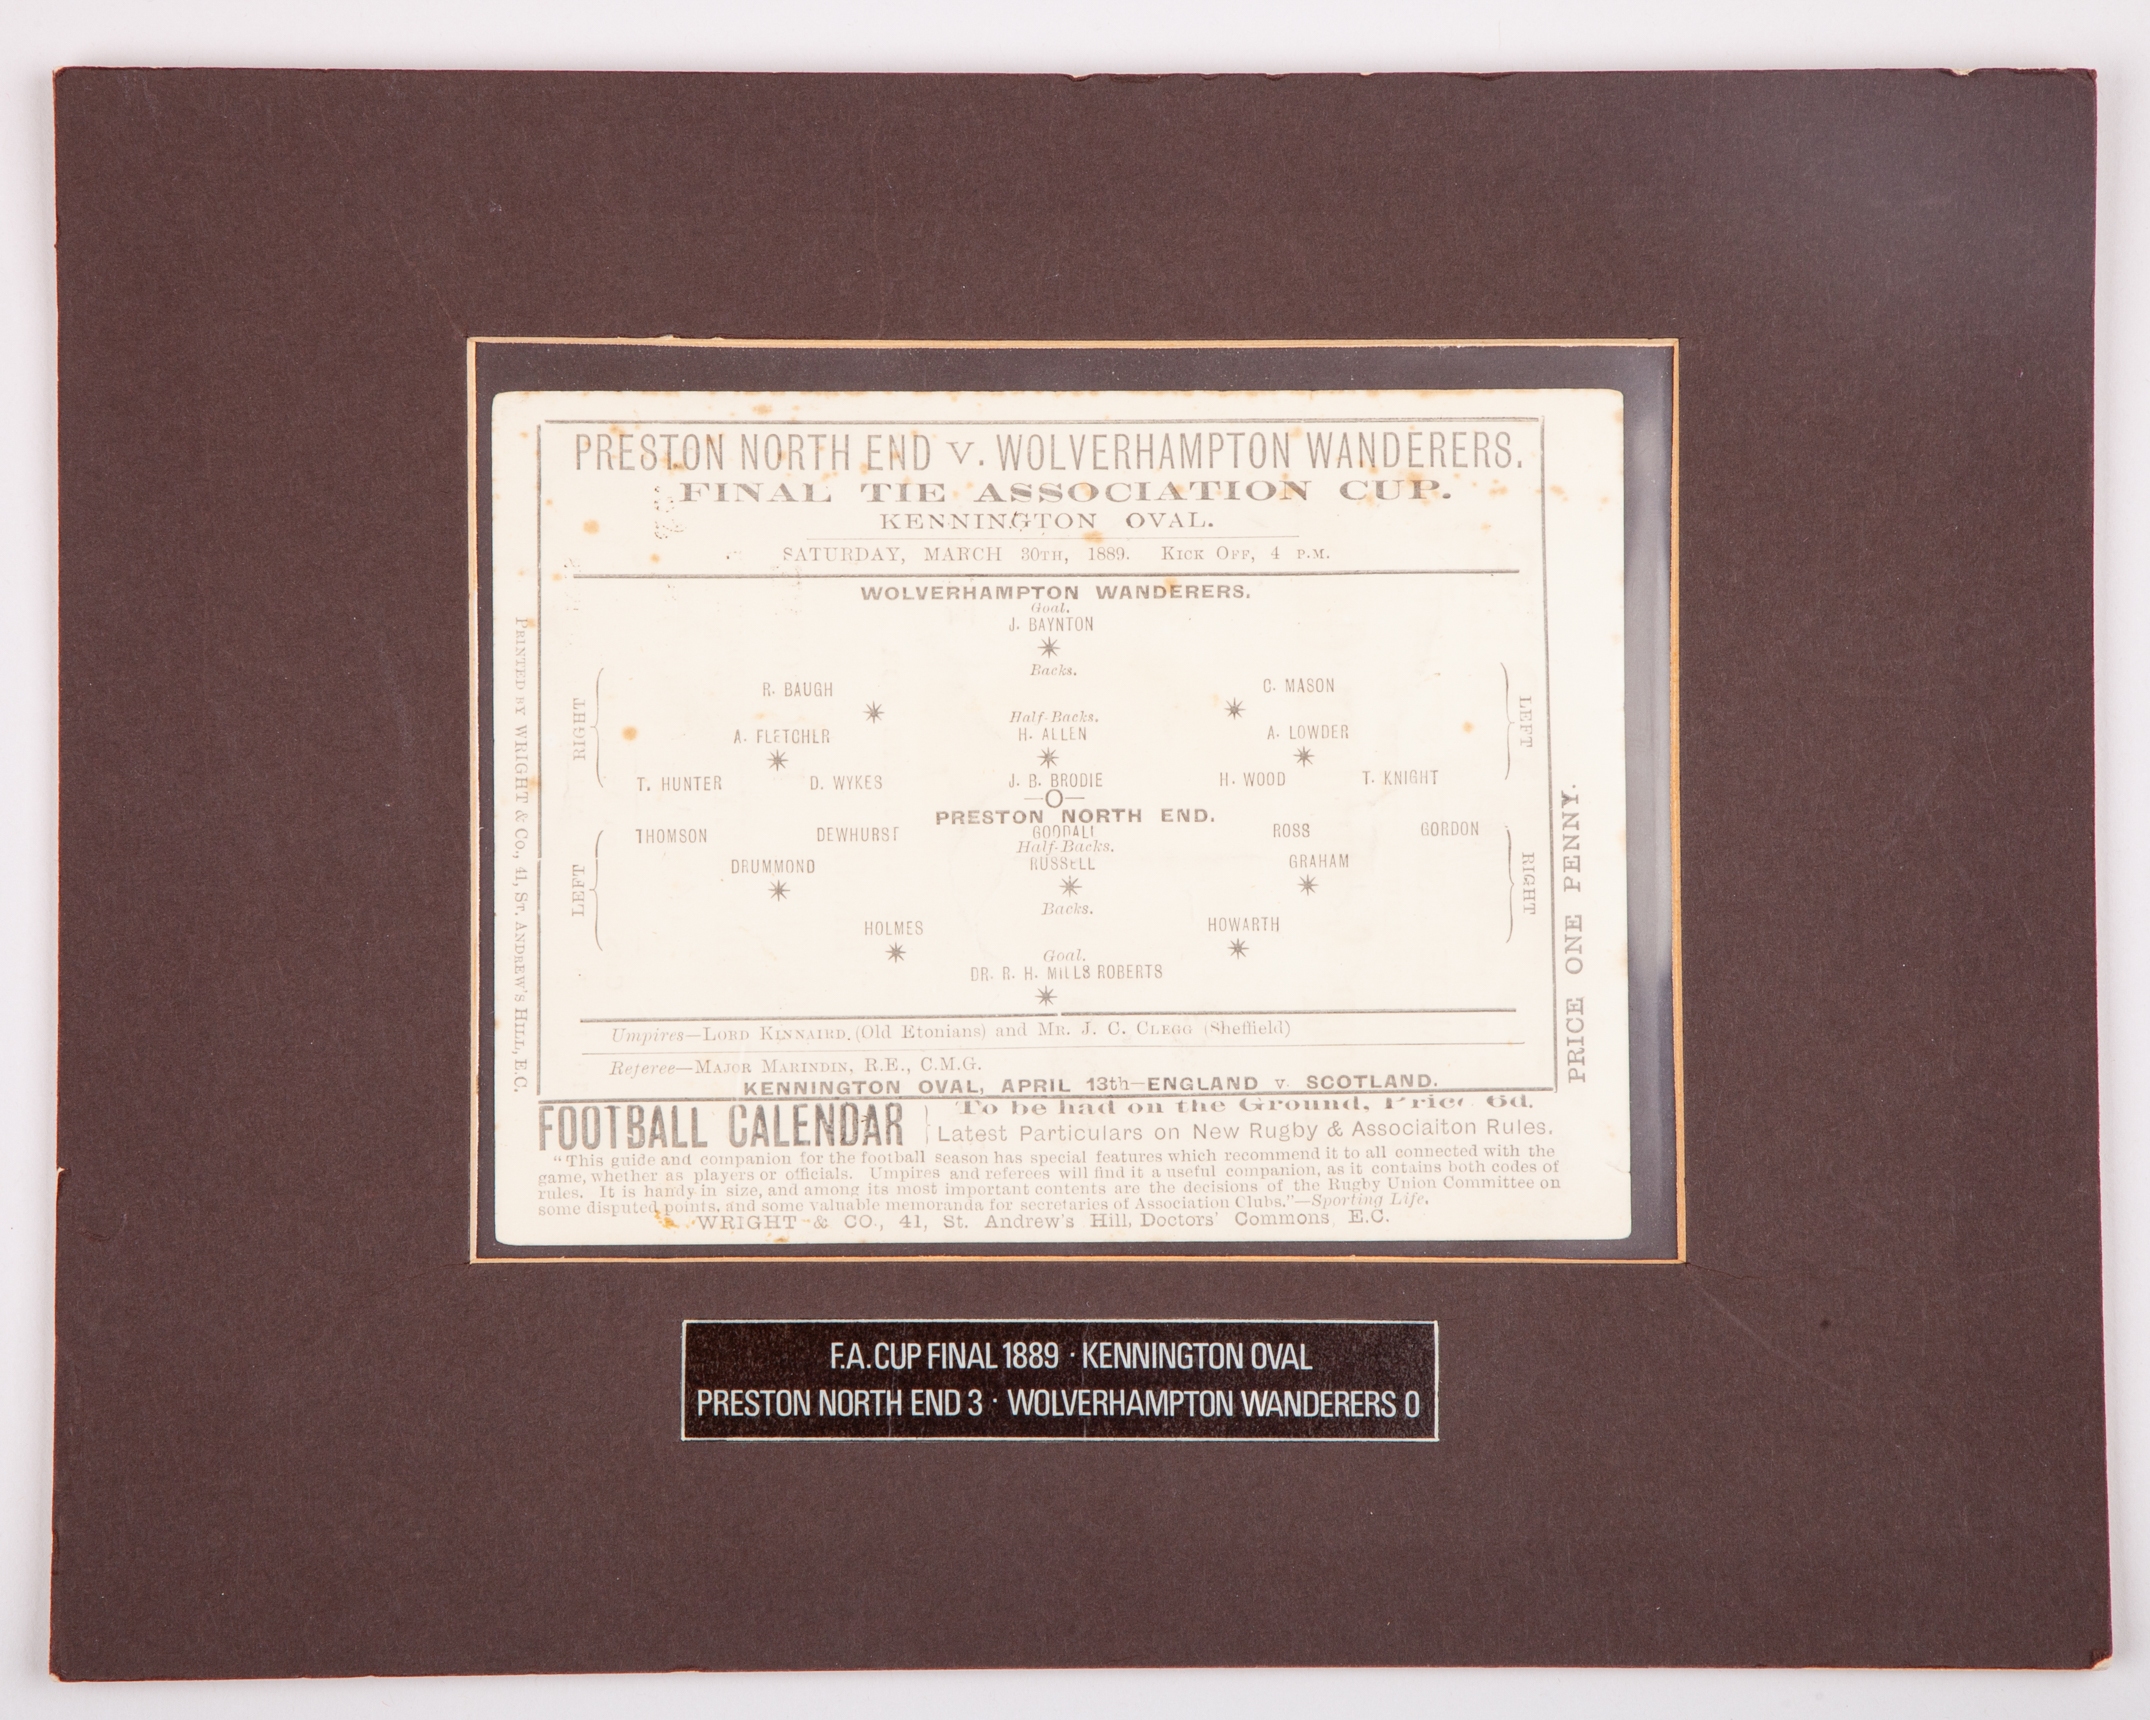 PRESTON NORTH END V. WOLVERHAMPTON WANDERERS.
FINAL TIE ASSOCIATION CUP.
KENNINGTON OVAL.
SATURDAY, MARCH 30TH, 1889. KICK OFF, 4 P.M.
WOLVERHAMPTON WANDERERS.
Goal.
J. BAYNTON
Backs.
R. BAUGH C. MASON
Half-Backs.
A. FLETCHER H. ALLEN A. LOWDER
T. HUNTER D. WYKES J. B. BRODIE H. WOOD T. KNIGHT
RIGHT
LEFT
—O—
PRESTON NORTH END.
THOMSON DEWHURST GOODALL ROSS GORDON
Half-Backs.
DRUMMOND RUSSELL GRAHAM
Backs.
HOLMES HOWARTH
Goal.
DR. R. H. MILLS ROBERTS
LEFT
RIGHT
Umpires—LORD KINNAIRD. (Old Etonians) and MR. J. C. CLEGG (Sheffield)
Referee—MAJOR MARINDIN, R.E., C.M.G.
KENNINGTON OVAL, APRIL 13th—ENGLAND v. SCOTLAND.
PRINTED BY WRIGHT & Co., 41, ST. ANDREW'S HILL, E.C.
PRICE ONE PENNY.
FOOTBALL CALENDAR
To be had on the Ground, Price 6d.
Latest Particulars on New Rugby & Associaiton Rules.
"This guide and companion for the football season has special features which recommend it to all connected with the
game, whether as players or officials. Umpires and referees will find it a useful companion, as it contains both codes of
rules. It is handy in size, and among its most important contents are the decisions of the Rugby Union Committee on
some disputed points, and some valuable memoranda for secretaries of Association Clubs."—Sporting Life.
WRIGHT & CO., 41, St. Andrew's Hill, Doctors' Commons, E.C.
F.A. CUP FINAL 1889 · KENNINGTON OVAL
PRESTON NORTH END 3 · WOLVERHAMPTON WANDERERS 0